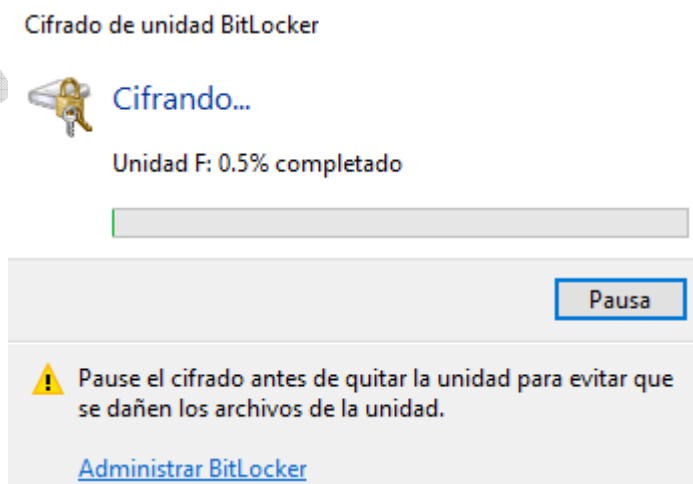 Cifrado de unidad BitLocker
Cifrando...
Unidad F: 0.5% completado
Pausa
Pause el cifrado antes de quitar la unidad para evitar que
se dañen los archivos de la unidad.
Administrar BitLocker